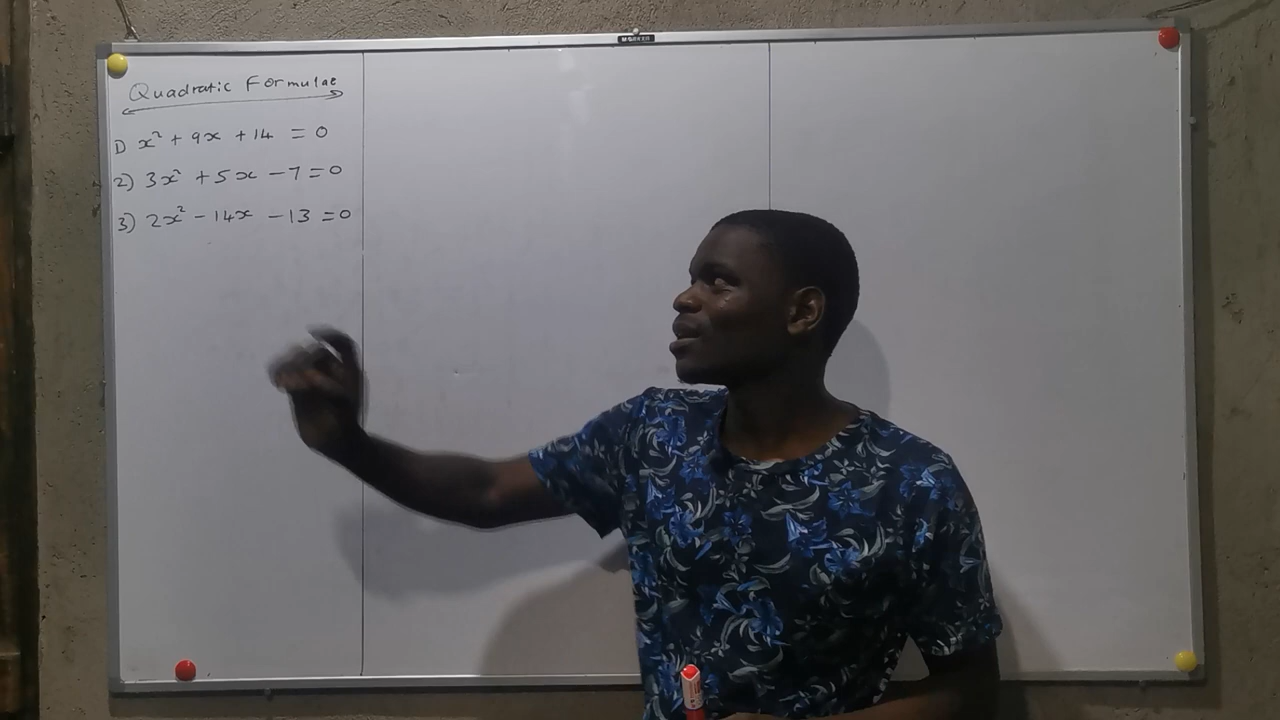 Quadratic Formulae
1) x² + 9x + 14 = 0
2) 3x² + 5x - 7 = 0
3) 2x² - 14x - 13 = 0